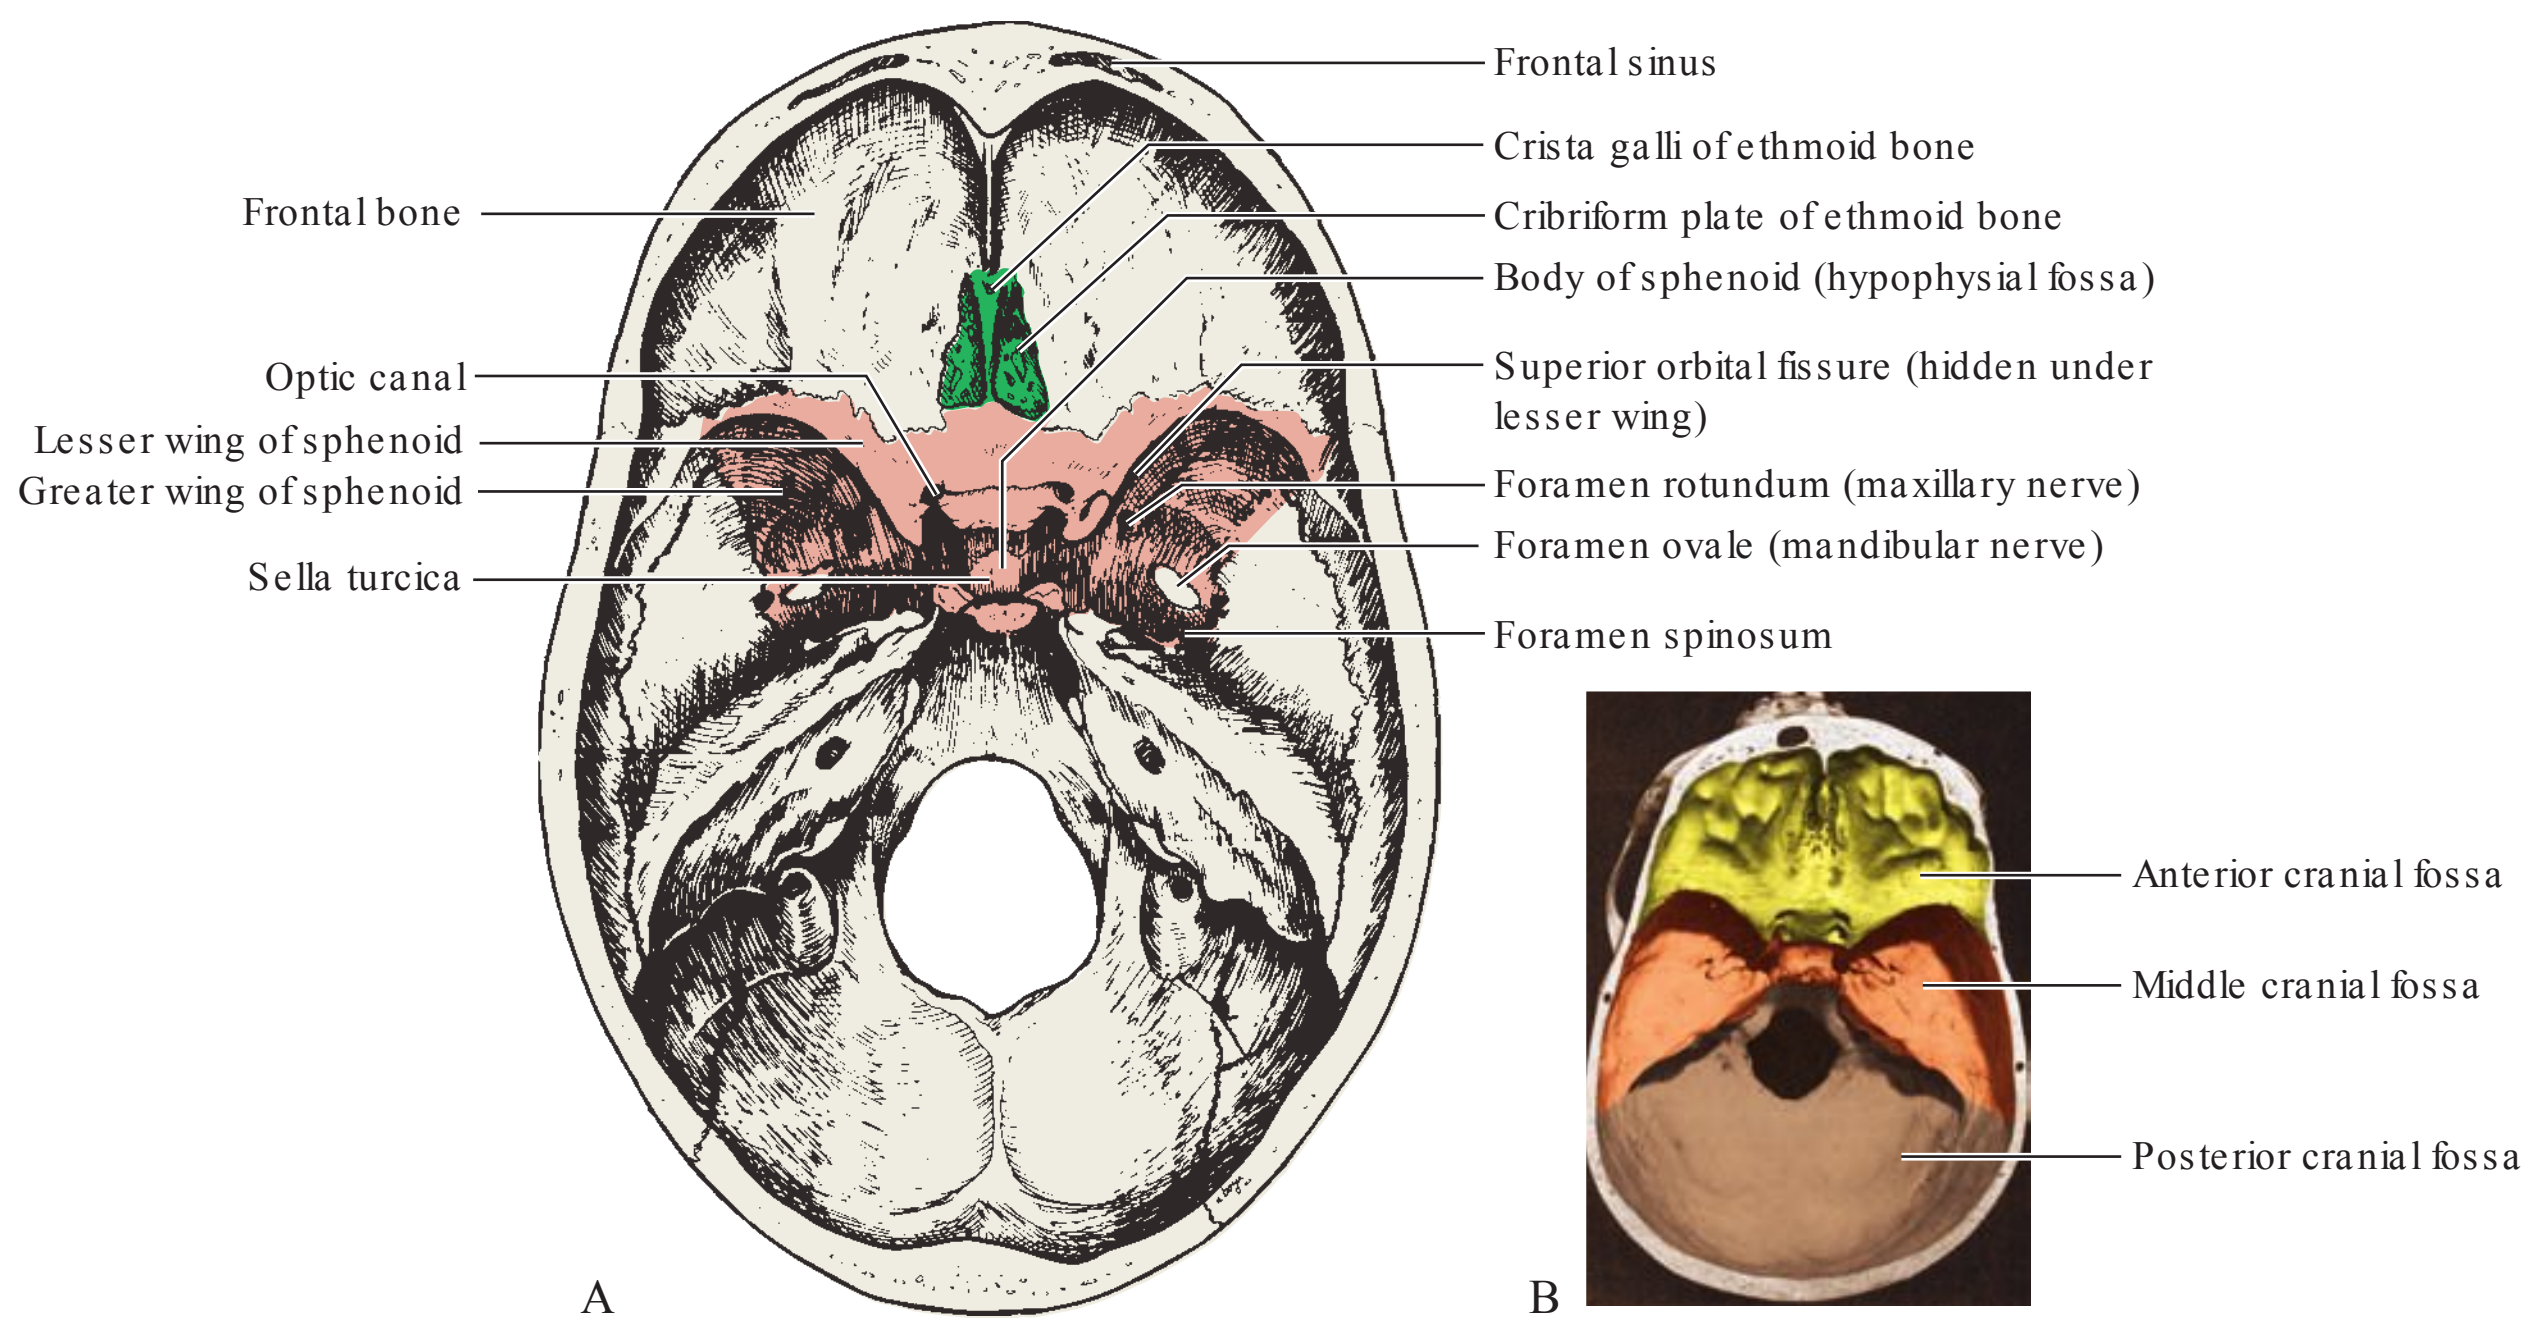 Frontal sinus
Crista galli of ethmoid bone
Frontal bone
Cribriform plate of ethmoid bone
Body of sphenoid (hypophysial fossa)
Optic canal
Superior orbital fissure (hidden under
lesser wing)
Lesser wing of sphenoid
Greater wing of sphenoid
Foramen rotundum (maxillary nerve)
Foramen ovale (mandibular nerve)
Sella turcica
Foramen spinosum
Anterior cranial fossa
Middle cranial fossa
Posterior cranial fossa
A
B